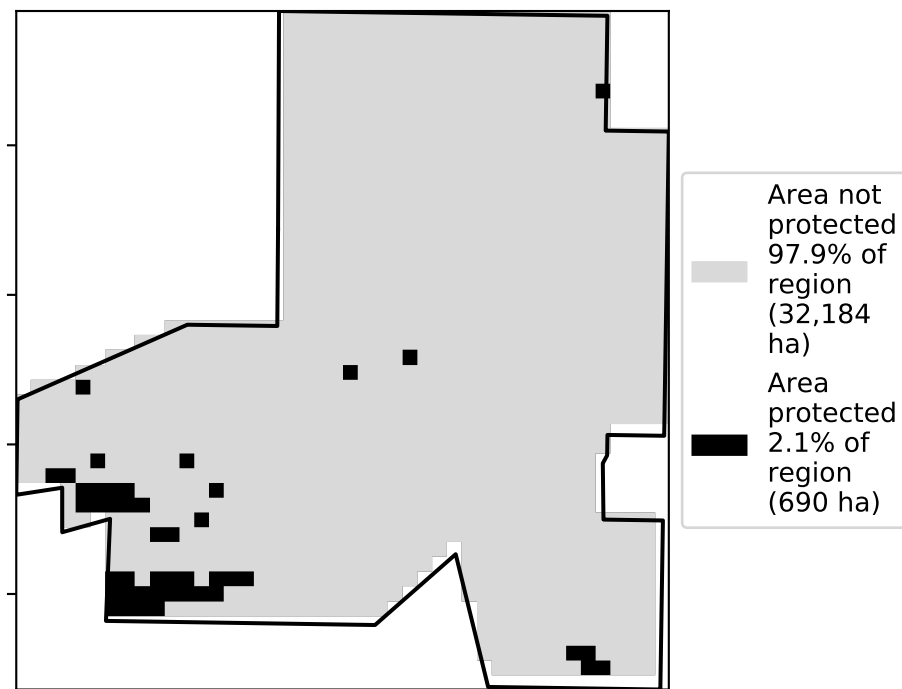 Area not
protected
97.9% of
region
(32,184
ha)
Area
protected
2.1% of
region
(690 ha)